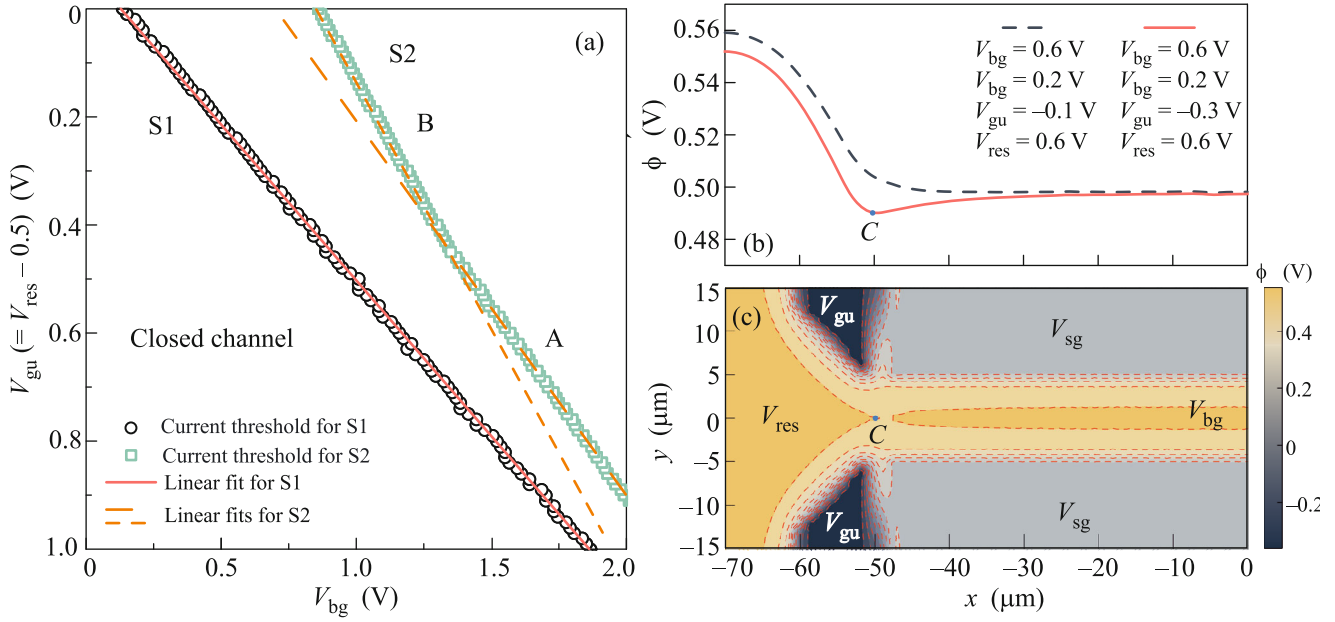 (a)
S2
B
S1
A
Closed channel
Current threshold for S1
Current threshold for S2
Linear fit for S1
Linear fits for S2
0
0.2
0.4
0.6
0.8
1.0
V_gu (= V_res − 0.5) (V)
0
0.5
1.0
1.5
2.0
V_bg (V)
0.56
0.54
0.52
0.50
0.48
ϕ (V)
V_bg = 0.6 V V_bg = 0.6 V
V_bg = 0.2 V V_bg = 0.2 V
V_gu = –0.1 V V_gu = –0.3 V
V_res = 0.6 V V_res = 0.6 V
C
(b)
ϕ (V)
0.4
0.2
0
−0.2
15
10
5
0
−5
−10
−15
y (μm)
(c)
V_gu
V_sg
V_res
C
V_bg
V_gu
V_sg
−70 −60 −50 −40 −30 −20 −10 0
x (μm)